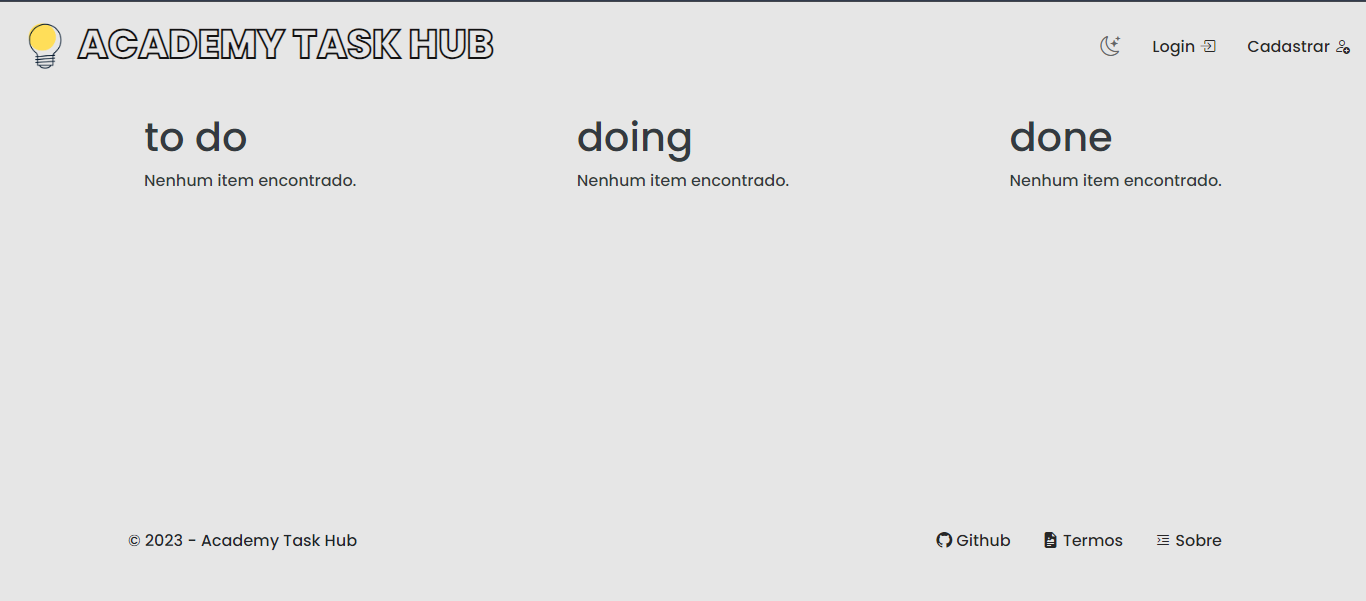 ACADEMY TASK HUB
Login
Cadastrar
to do
doing
done
Nenhum item encontrado.
Nenhum item encontrado.
Nenhum item encontrado.
© 2023 - Academy Task Hub
Github
Termos
Sobre